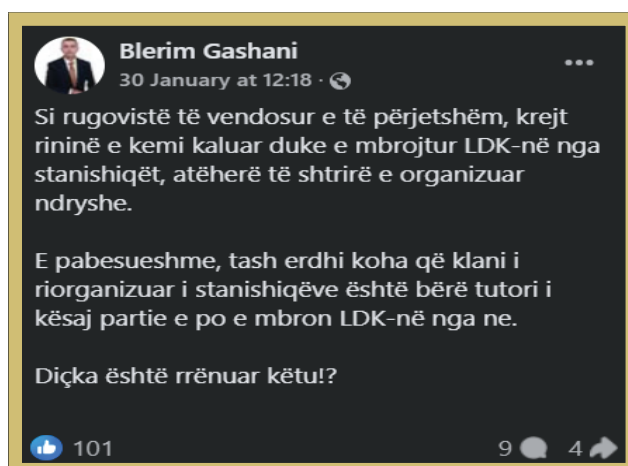 Blerim Gashani
30 January at 12:18 ·
Si rugovistë të vendosur e të përjetshëm, krejt
rininë e kemi kaluar duke e mbrojtur LDK-në nga
stanishiqët, atëherë të shtrirë e organizuar
ndryshe.
E pabesueshme, tash erdhi koha që klani i
riorganizuar i stanishiqëve është bërë tutori i
kësaj partie e po e mbron LDK-në nga ne.
Diçka është rrënuar këtu!?
101
9 4